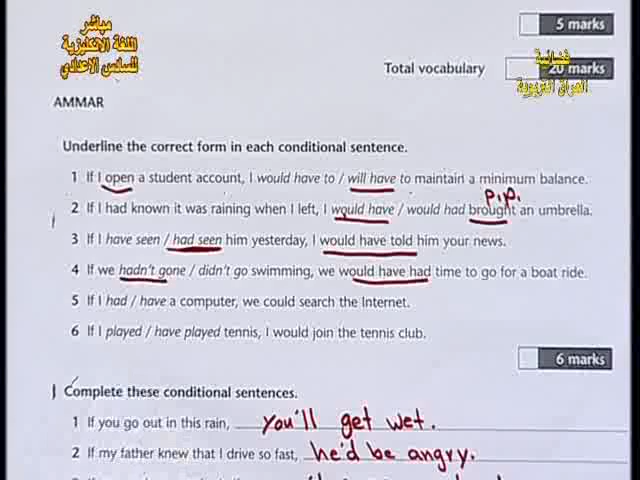 مباشر
اللغة الانكليزية
للسادس الاعدادي
5 marks
Total vocabulary
20 marks
فضائية
العراق التربوية
AMMAR
Underline the correct form in each conditional sentence.
1 If I open a student account, I would have to / will have to maintain a minimum balance.
p.p.
2 If I had known it was raining when I left, I would have / would had brought an umbrella.
3 If I have seen / had seen him yesterday, I would have told him your news.
4 If we hadn't gone / didn't go swimming, we would have had time to go for a boat ride.
5 If I had / have a computer, we could search the Internet.
6 If I played / have played tennis, I would join the tennis club.
6 marks
Complete these conditional sentences.
1 If you go out in this rain, you'll get wet.
2 If my father knew that I drive so fast, he'd be angry.